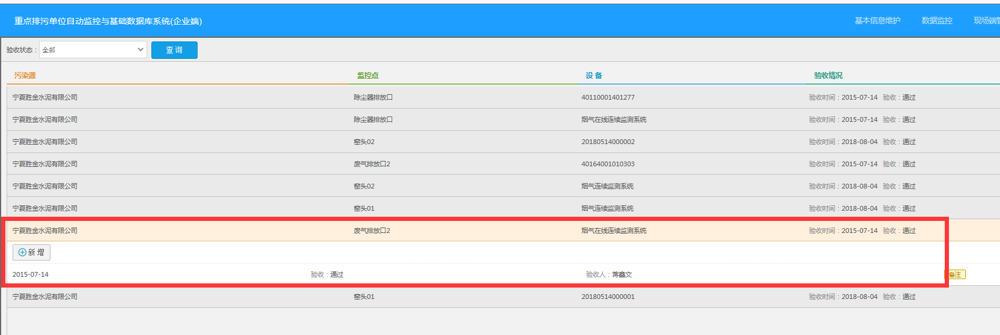 重点排污单位自动监控与基础数据库系统(企业端) 基本信息维护 数据监控 现场端
验收状态： 全部 查 询
污染源 监控点 设 备 验收情况
宁夏胜金水泥有限公司 除尘器排放口 40110001401277 验收时间：2015-07-14 验收：通过
宁夏胜金水泥有限公司 除尘器排放口 烟气在线连续监测系统 验收时间：2015-07-14 验收：通过
宁夏胜金水泥有限公司 窑头02 20180514000002 验收时间：2018-08-04 验收：通过
宁夏胜金水泥有限公司 废气排放口2 40164001010303 验收时间：2015-07-14 验收：通过
宁夏胜金水泥有限公司 窑头02 烟气连续监测系统 验收时间：2018-08-04 验收：通过
宁夏胜金水泥有限公司 窑头01 烟气连续监测系统 验收时间：2018-08-04 验收：通过
宁夏胜金水泥有限公司 废气排放口2 烟气在线连续监测系统 验收时间：2015-07-14 验收：通过
新 增
2015-07-14 验收：通过 验收人：蒋鑫文 备注
宁夏胜金水泥有限公司 窑头01 20180514000001 验收时间：2018-08-04 验收：通过